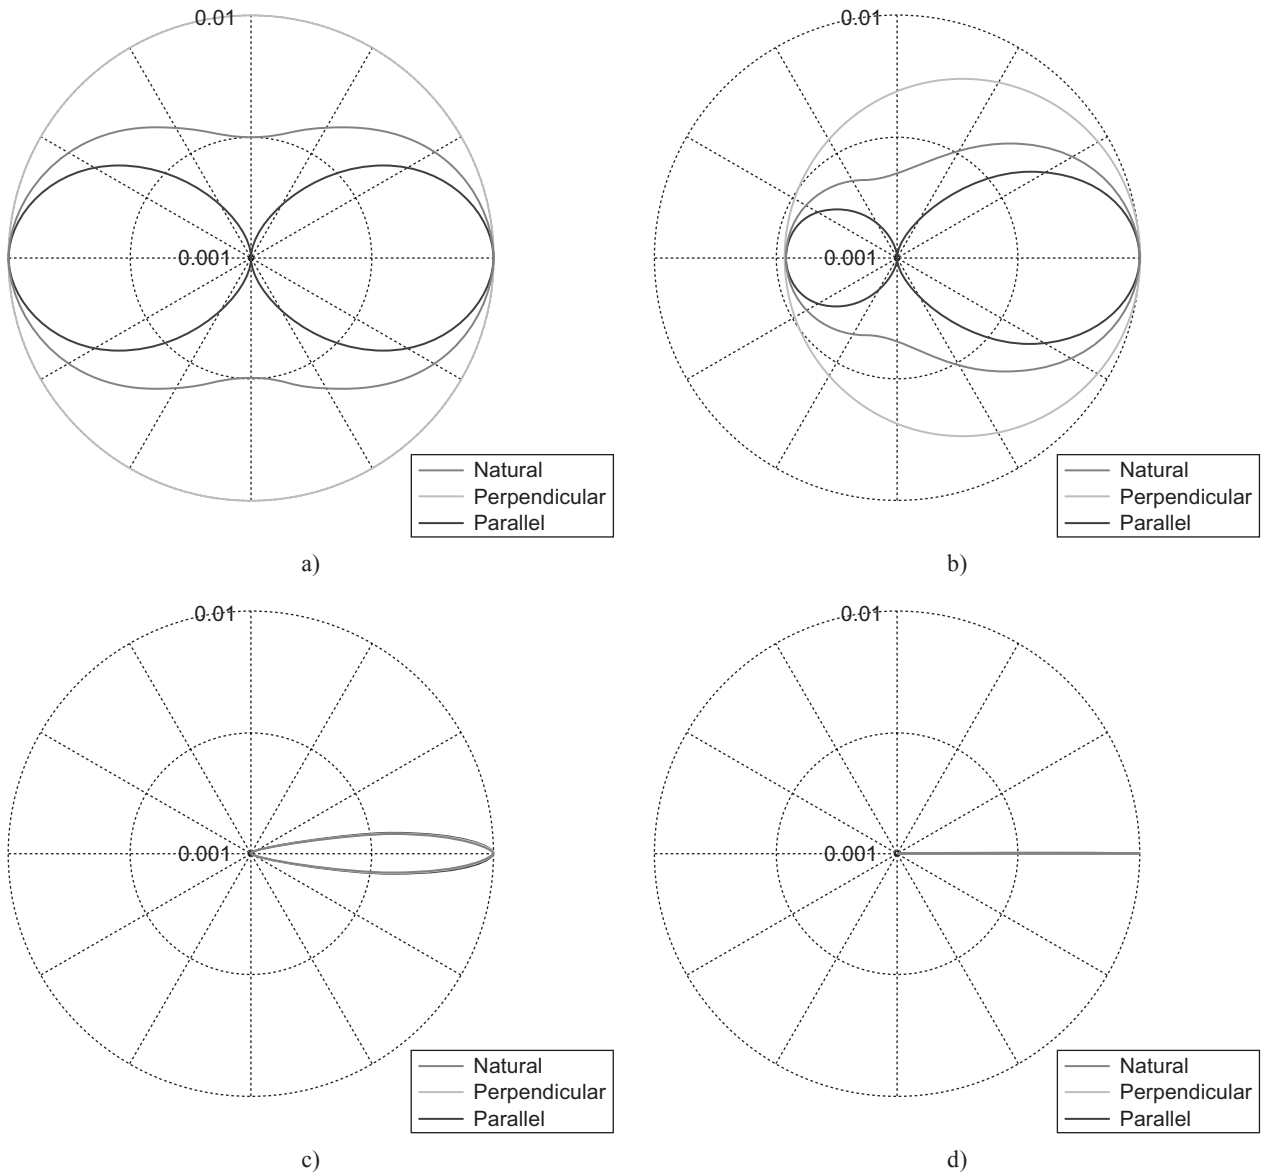 0.01
0.001
Natural
Perpendicular
Parallel
a)
0.01
0.001
Natural
Perpendicular
Parallel
b)
0.01
0.001
Natural
Perpendicular
Parallel
c)
0.01
0.001
Natural
Perpendicular
Parallel
d)